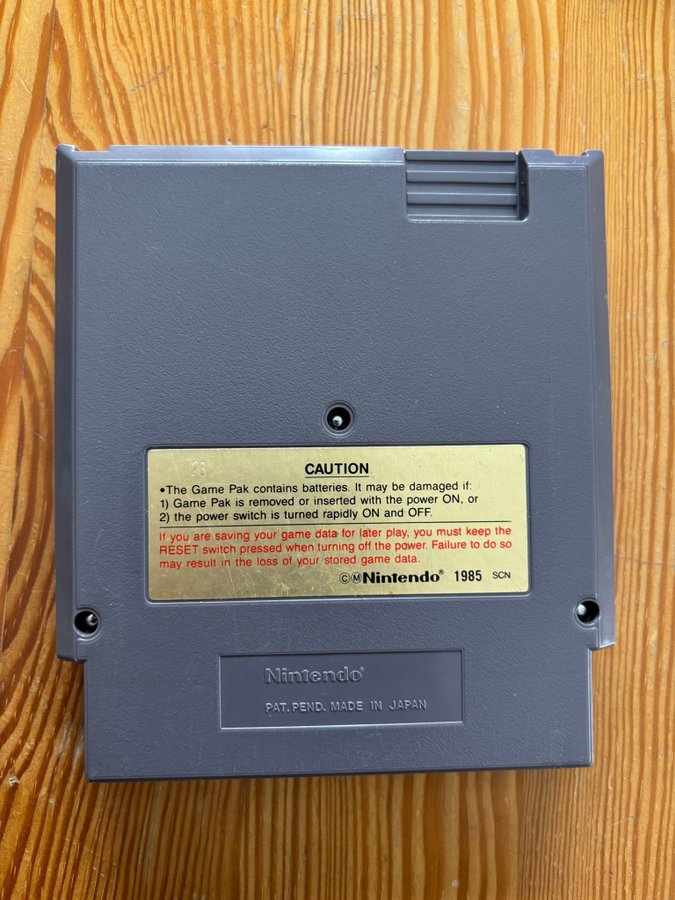 28
CAUTION
•The Game Pak contains batteries. It may be damaged if:
1) Game Pak is removed or inserted with the power ON, or
2) the power switch is turned rapidly ON and OFF.
If you are saving your game data for later play, you must keep the
RESET switch pressed when turning off the power. Failure to do so
may result in the loss of your stored game data.
©Ⓜ Nintendo® 1985 SCN
Nintendo®
PAT. PEND. MADE IN JAPAN